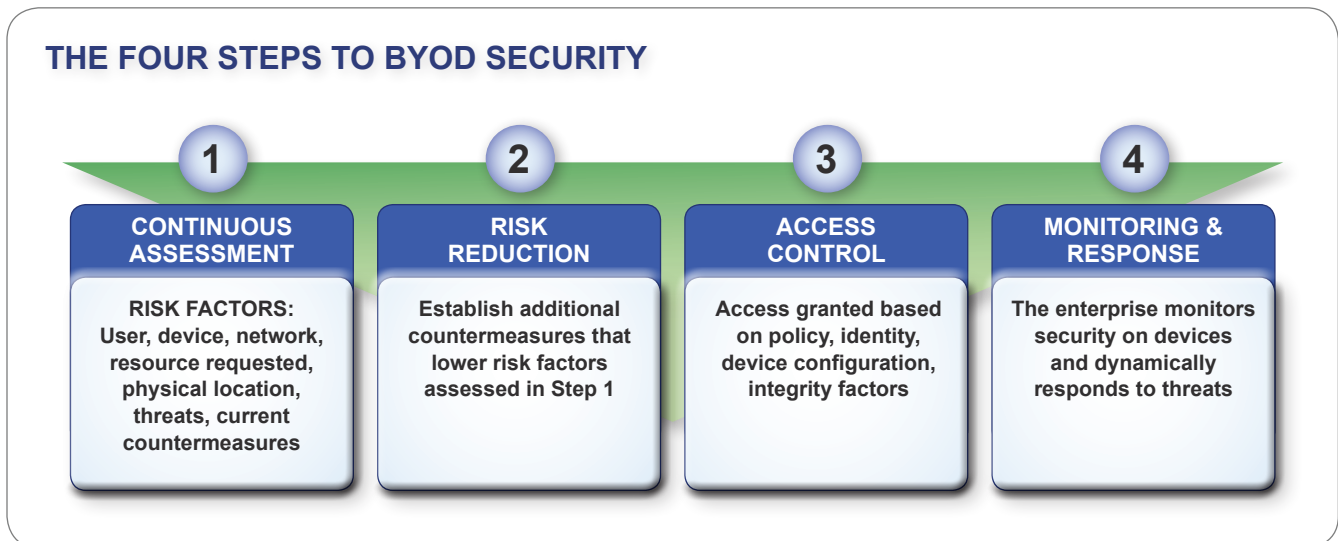 THE FOUR STEPS TO BYOD SECURITY
1
CONTINUOUS
ASSESSMENT
RISK FACTORS:
User, device, network,
resource requested,
physical location,
threats, current
countermeasures
2
RISK
REDUCTION
Establish additional
countermeasures that
lower risk factors
assessed in Step 1
3
ACCESS
CONTROL
Access granted based
on policy, identity,
device configuration,
integrity factors
4
MONITORING &
RESPONSE
The enterprise monitors
security on devices
and dynamically
responds to threats